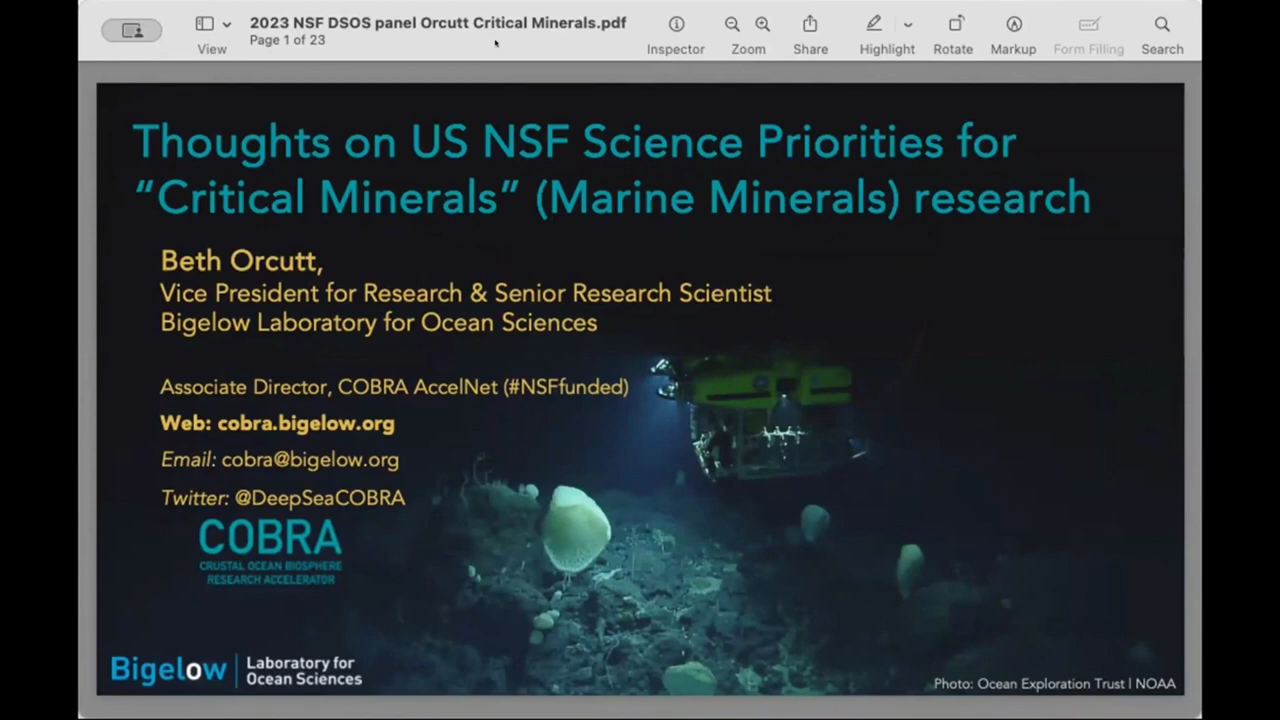 2023 NSF DSOS panel Orcutt Critical Minerals.pdf
Page 1 of 23
View
Inspector
Zoom
Share
Highlight
Rotate
Markup
Form Filling
Search
Thoughts on US NSF Science Priorities for
“Critical Minerals” (Marine Minerals) research
Beth Orcutt,
Vice President for Research & Senior Research Scientist
Bigelow Laboratory for Ocean Sciences
Associate Director, COBRA AccelNet (#NSFfunded)
Web: cobra.bigelow.org
Email: cobra@bigelow.org
Twitter: @DeepSeaCOBRA
COBRA
CRUSTAL OCEAN BIOSPHERE
RESEARCH ACCELERATOR
Bigelow | Laboratory for
Ocean Sciences
Photo: Ocean Exploration Trust | NOAA